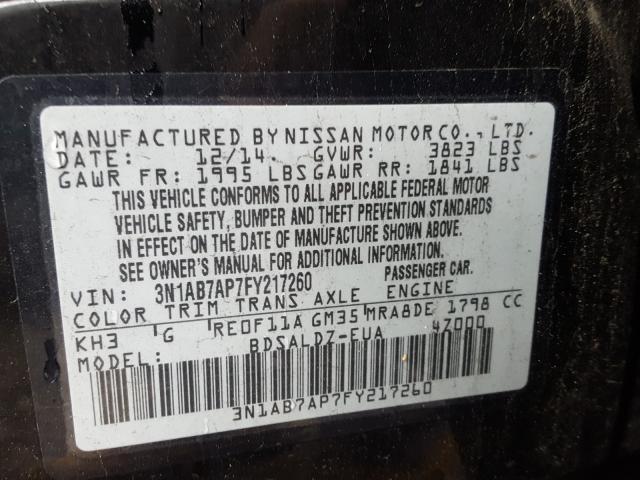 MANUFACTURED BY NISSAN MOTOR CO., LTD.
DATE: 12/14. GVWR: 3823 LBS
GAWR FR: 1995 LBS GAWR RR: 1841 LBS
THIS VEHICLE CONFORMS TO ALL APPLICABLE FEDERAL MOTOR
VEHICLE SAFETY, BUMPER AND THEFT PREVENTION STANDARDS
IN EFFECT ON THE DATE OF MANUFACTURE SHOWN ABOVE.
SEE OWNER'S MANUAL FOR ADDITIONAL INFORMATION.
VIN: 3N1AB7AP7FY217260 PASSENGER CAR.
COLOR TRIM TRANS AXLE ENGINE
KH3 G RE0F11A GM35 MRA8DE 1798 CC
MODEL: BDSALDZ-EUA 47000
3N1AB7AP7FY217260